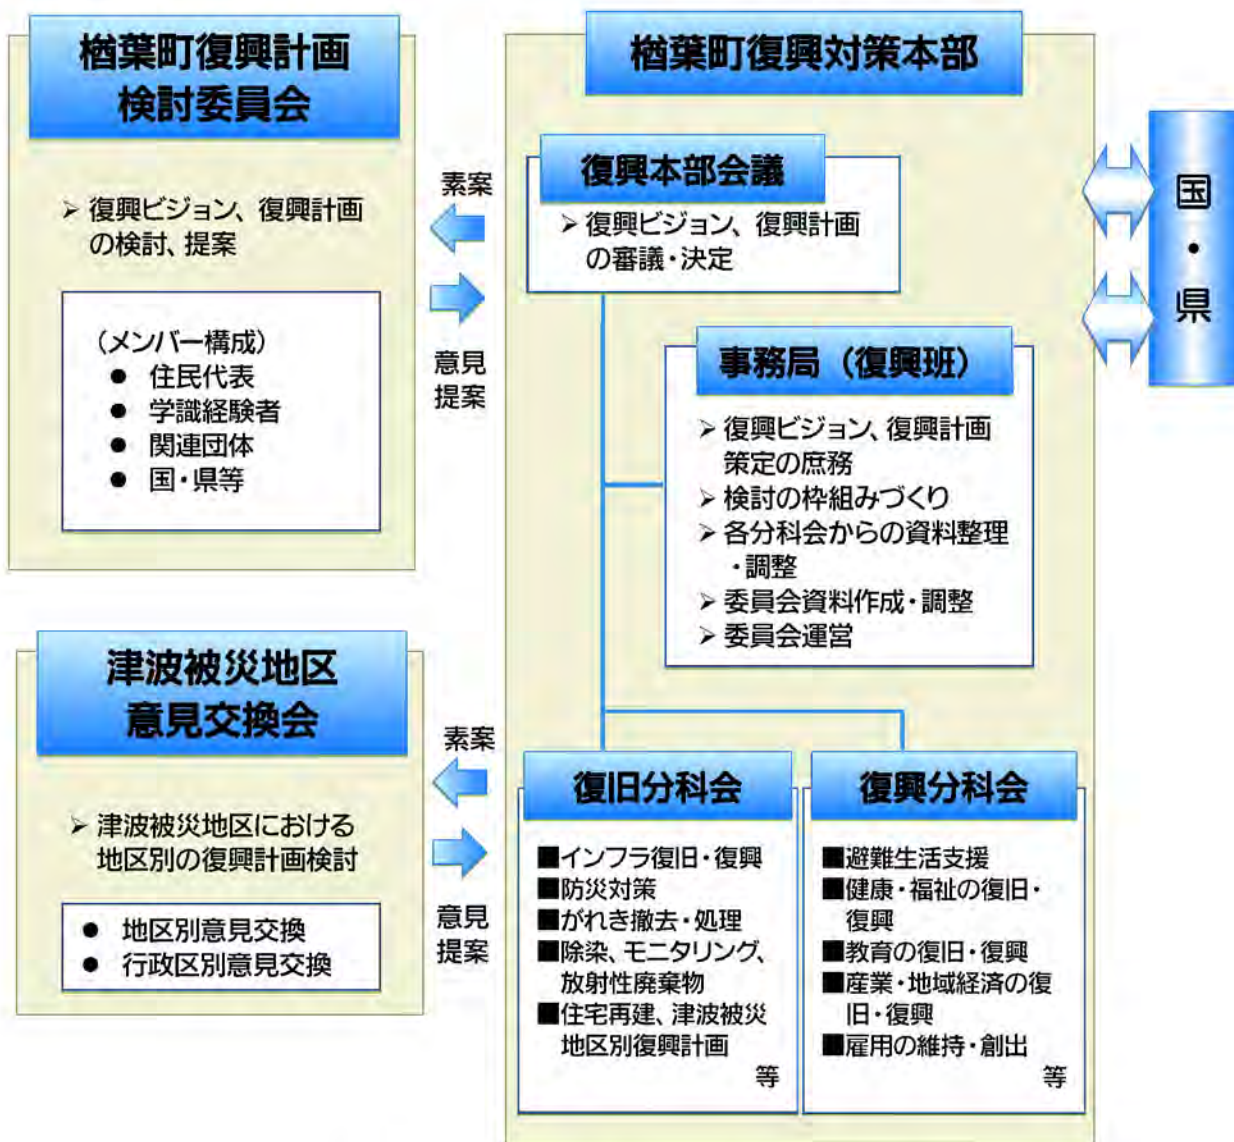 楢葉町復興計画
検討委員会
➢ 復興ビジョン、復興計画
の検討、提案
（メンバー構成）
● 住民代表
● 学識経験者
● 関連団体
● 国・県等
素案
意見
提案
津波被災地区
意見交換会
➢ 津波被災地区における
地区別の復興計画検討
● 地区別意見交換
● 行政区別意見交換
素案
意見
提案
楢葉町復興対策本部
復興本部会議
➢ 復興ビジョン、復興計画
の審議・決定
事務局（復興班）
➢ 復興ビジョン、復興計画
策定の庶務
➢ 検討の枠組みづくり
➢ 各分科会からの資料整理
・調整
➢ 委員会資料作成・調整
➢ 委員会運営
復旧分科会
■インフラ復旧・復興
■防災対策
■がれき撤去・処理
■除染、モニタリング、
放射性廃棄物
■住宅再建、津波被災
地区別復興計画
等
復興分科会
■避難生活支援
■健康・福祉の復旧・
復興
■教育の復旧・復興
■産業・地域経済の復
旧・復興
■雇用の維持・創出
等
国・県